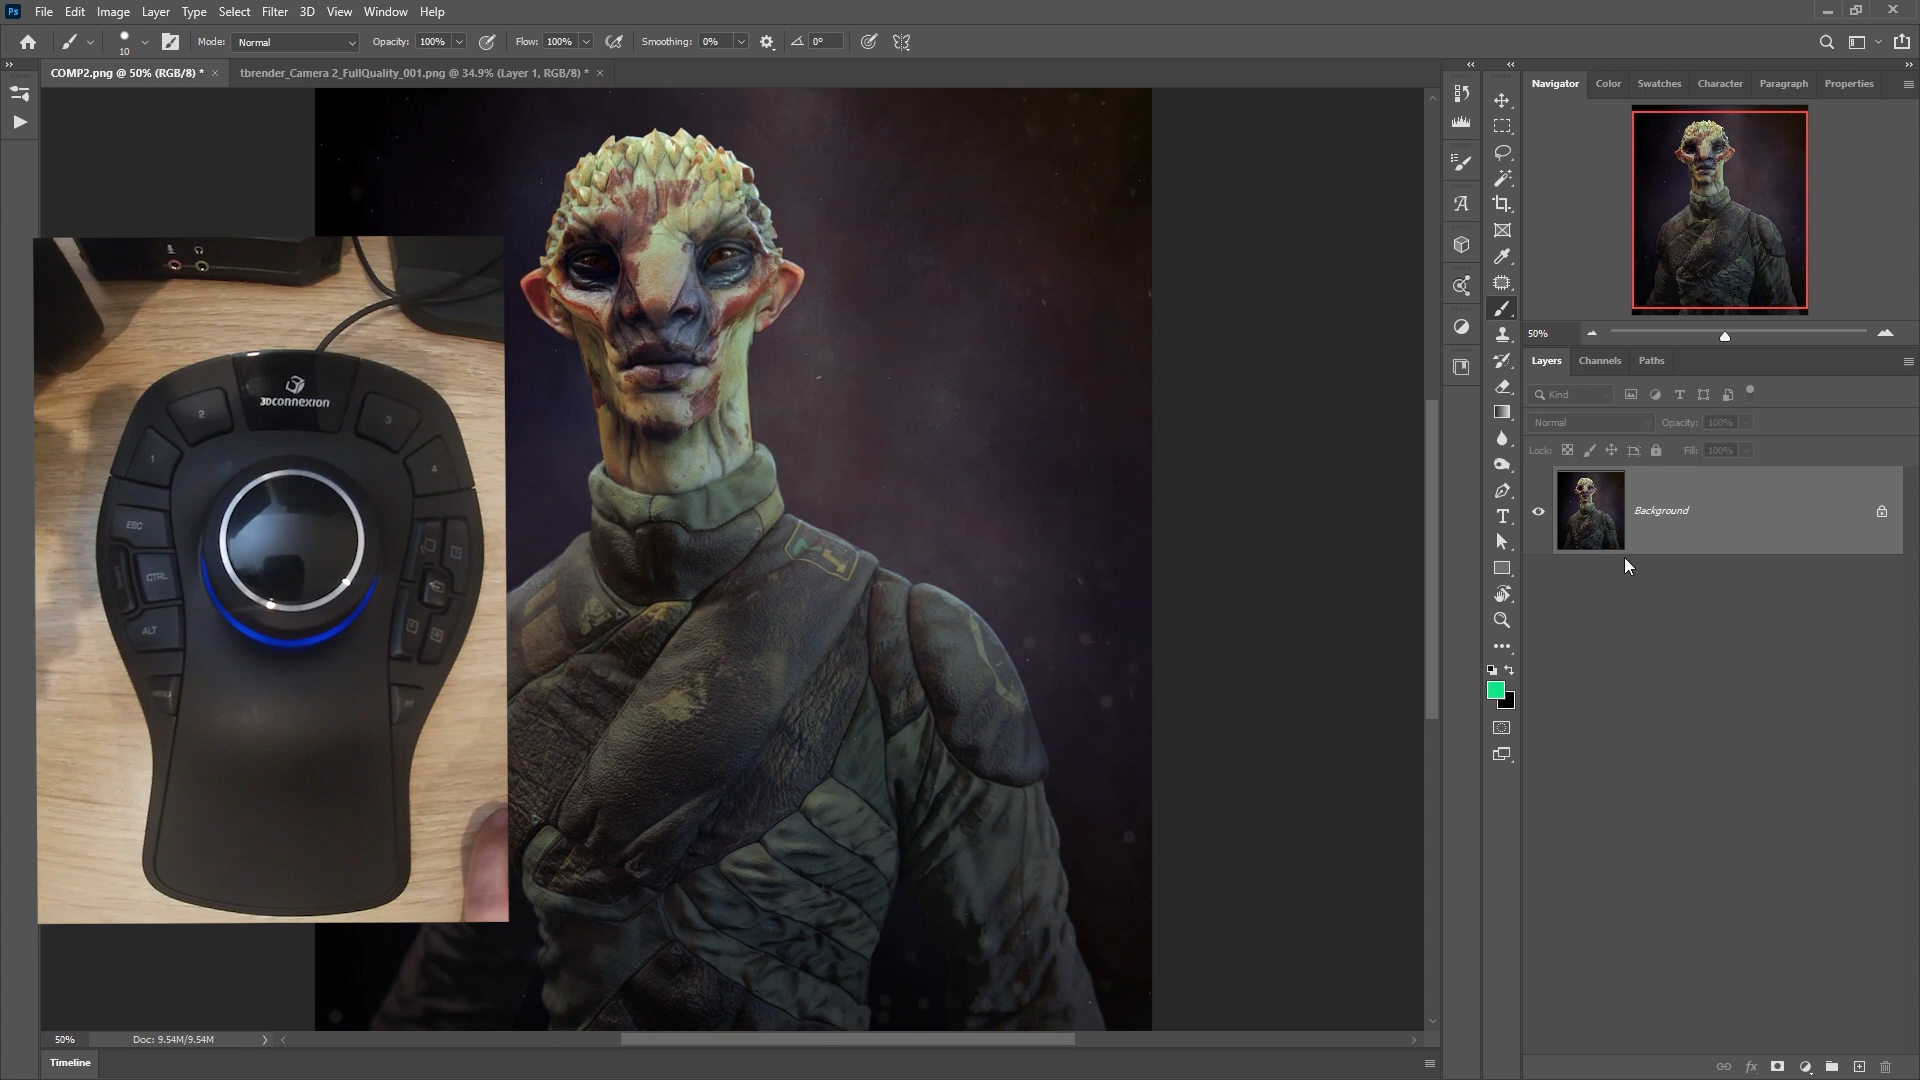 Ps File Edit Image Layer Type Select Filter 3D View Window Help
10 Mode: Normal Opacity: 100% Flow: 100% Smoothing: 0% 0°
COMP2.png @ 50% (RGB/8) * × tbrender_Camera 2_FullQuality_001.png @ 34.9% (Layer 1, RGB/8) * ×
Navigator Color Swatches Character Paragraph Properties
50%
Layers Channels Paths
Kind
Normal Opacity: 100%
Lock: Fill: 100%
Background
3Dconnexion
2
3
1
4
ESC
CTRL
ALT
MENU
50% Doc: 9.54M/9.54M
Timeline